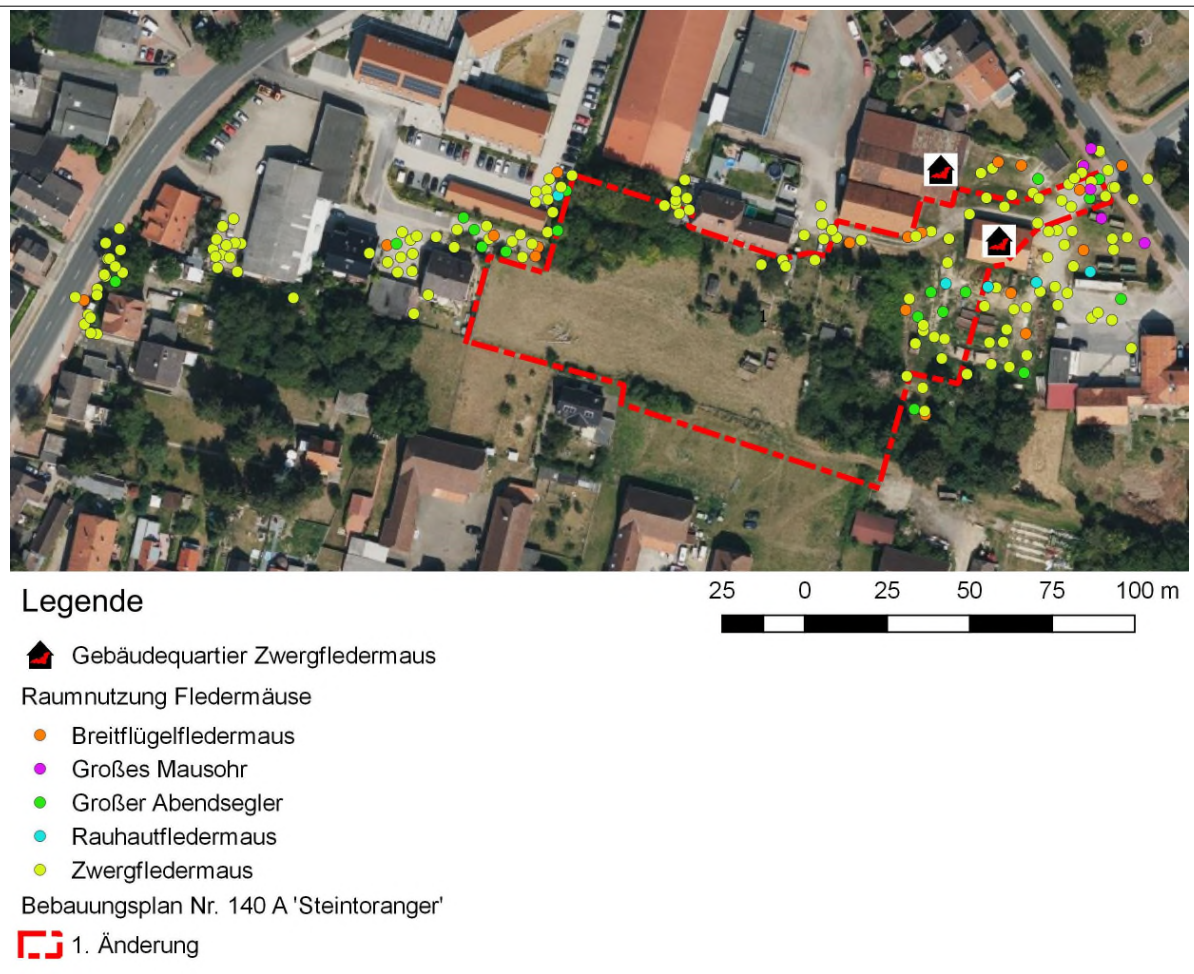 1
Legende
25 0 25 50 75 100 m
Gebäudequartier Zwergfledermaus
Raumnutzung Fledermäuse
Breitflügelfledermaus
Großes Mausohr
Großer Abendsegler
Rauhautfledermaus
Zwergfledermaus
Bebauungsplan Nr. 140 A 'Steintoranger'
1. Änderung